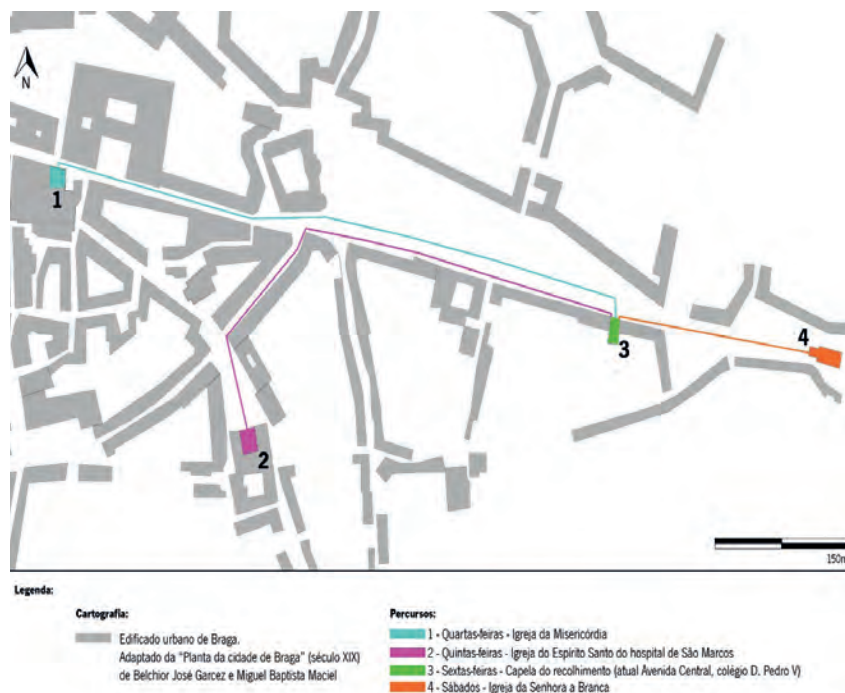 N
1
2
3
4
150m
Legenda:
Cartografia:
Edificado urbano de Braga.
Adaptado da “Planta da cidade de Braga” (século XIX)
de Belchior José Garcez e Miguel Baptista Maciel
Percursos:
1 - Quartas-feiras - Igreja da Misericórdia
2 - Quintas-feiras - Igreja do Espírito Santo do hospital de São Marcos
3 - Sextas-feiras - Capela do recolhimento (atual Avenida Central, colégio D. Pedro V)
4 - Sábados - Igreja da Senhora a Branca